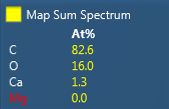 Map Sum Spectrum
At%
C 82.6
O 16.0
Ca 1.3
Mg 0.0